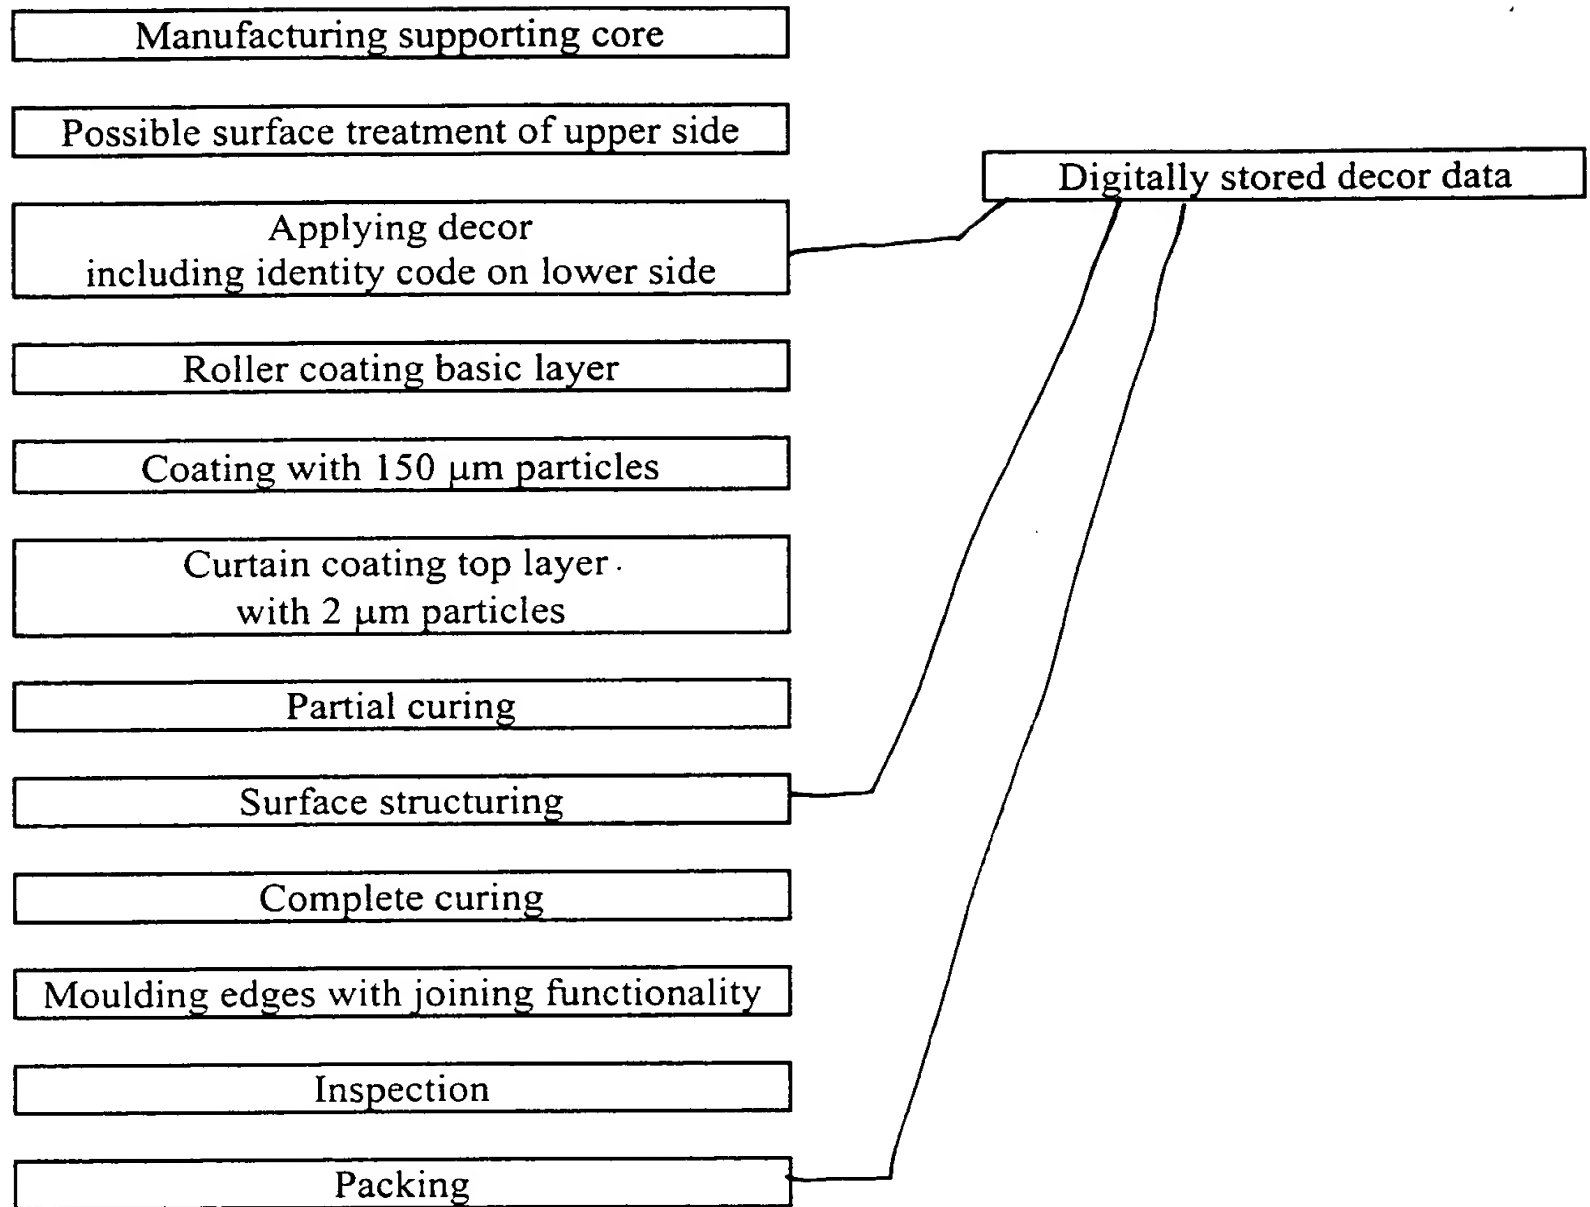 Manufacturing supporting core
Possible surface treatment of upper side
Digitally stored decor data
Applying decor
including identity code on lower side
Roller coating basic layer
Coating with 150 μm particles
Curtain coating top layer
with 2 μm particles
Partial curing
Surface structuring
Complete curing
Moulding edges with joining functionality
Inspection
Packing